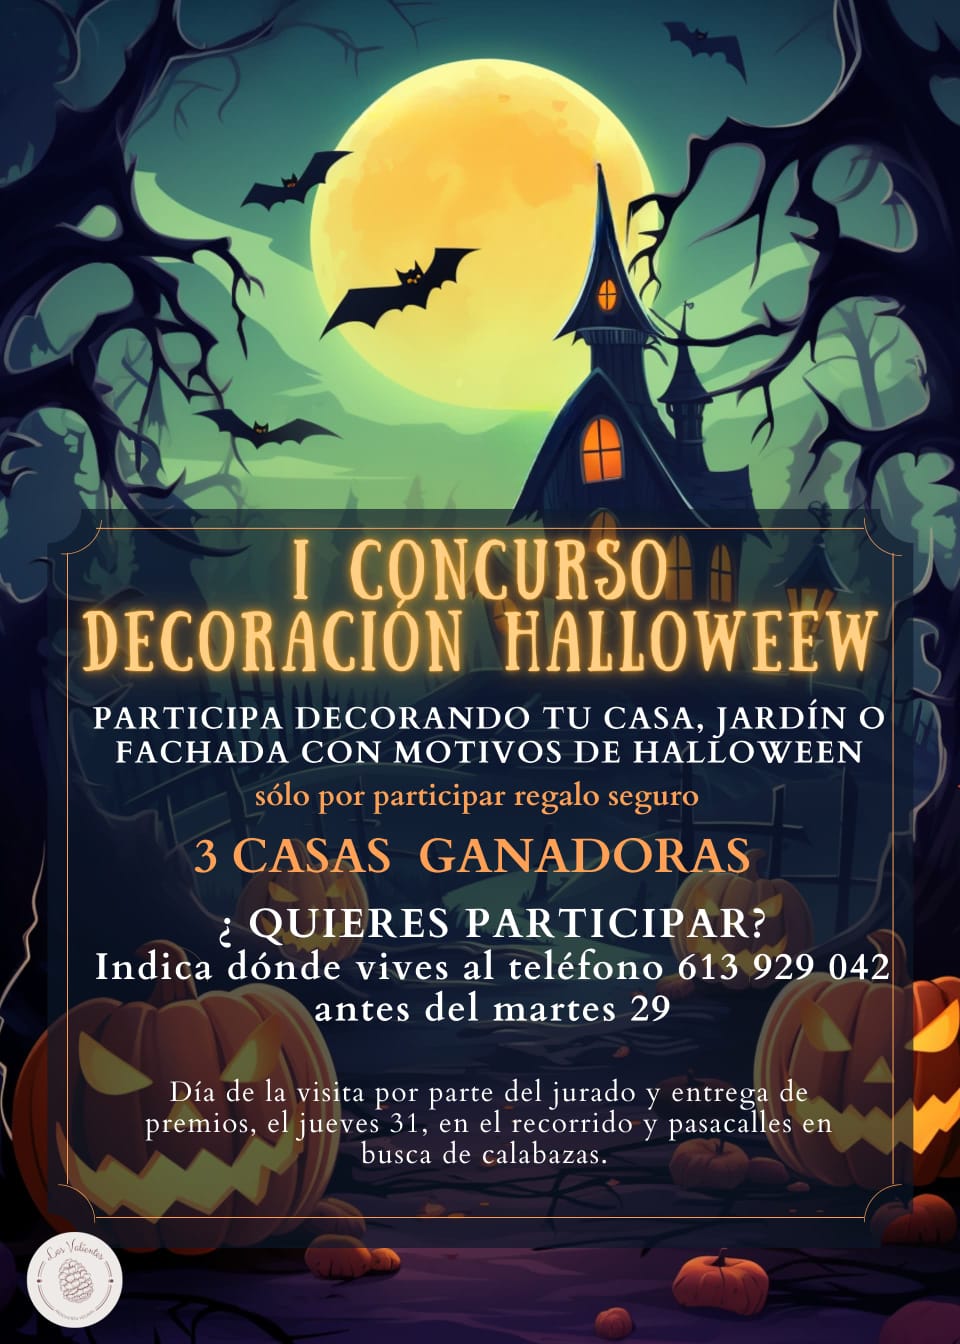 I CONCURSO
DECORACIÓN HALLOWEEW
PARTICIPA DECORANDO TU CASA, JARDÍN O
FACHADA CON MOTIVOS DE HALLOWEEN
sólo por participar regalo seguro
3 CASAS GANADORAS
¿ QUIERES PARTICIPAR?
Indica dónde vives al teléfono 613 929 042
antes del martes 29
Día de la visita por parte del jurado y entrega de
premios, el jueves 31, en el recorrido y pasacalles en
busca de calabazas.
Los Valientes